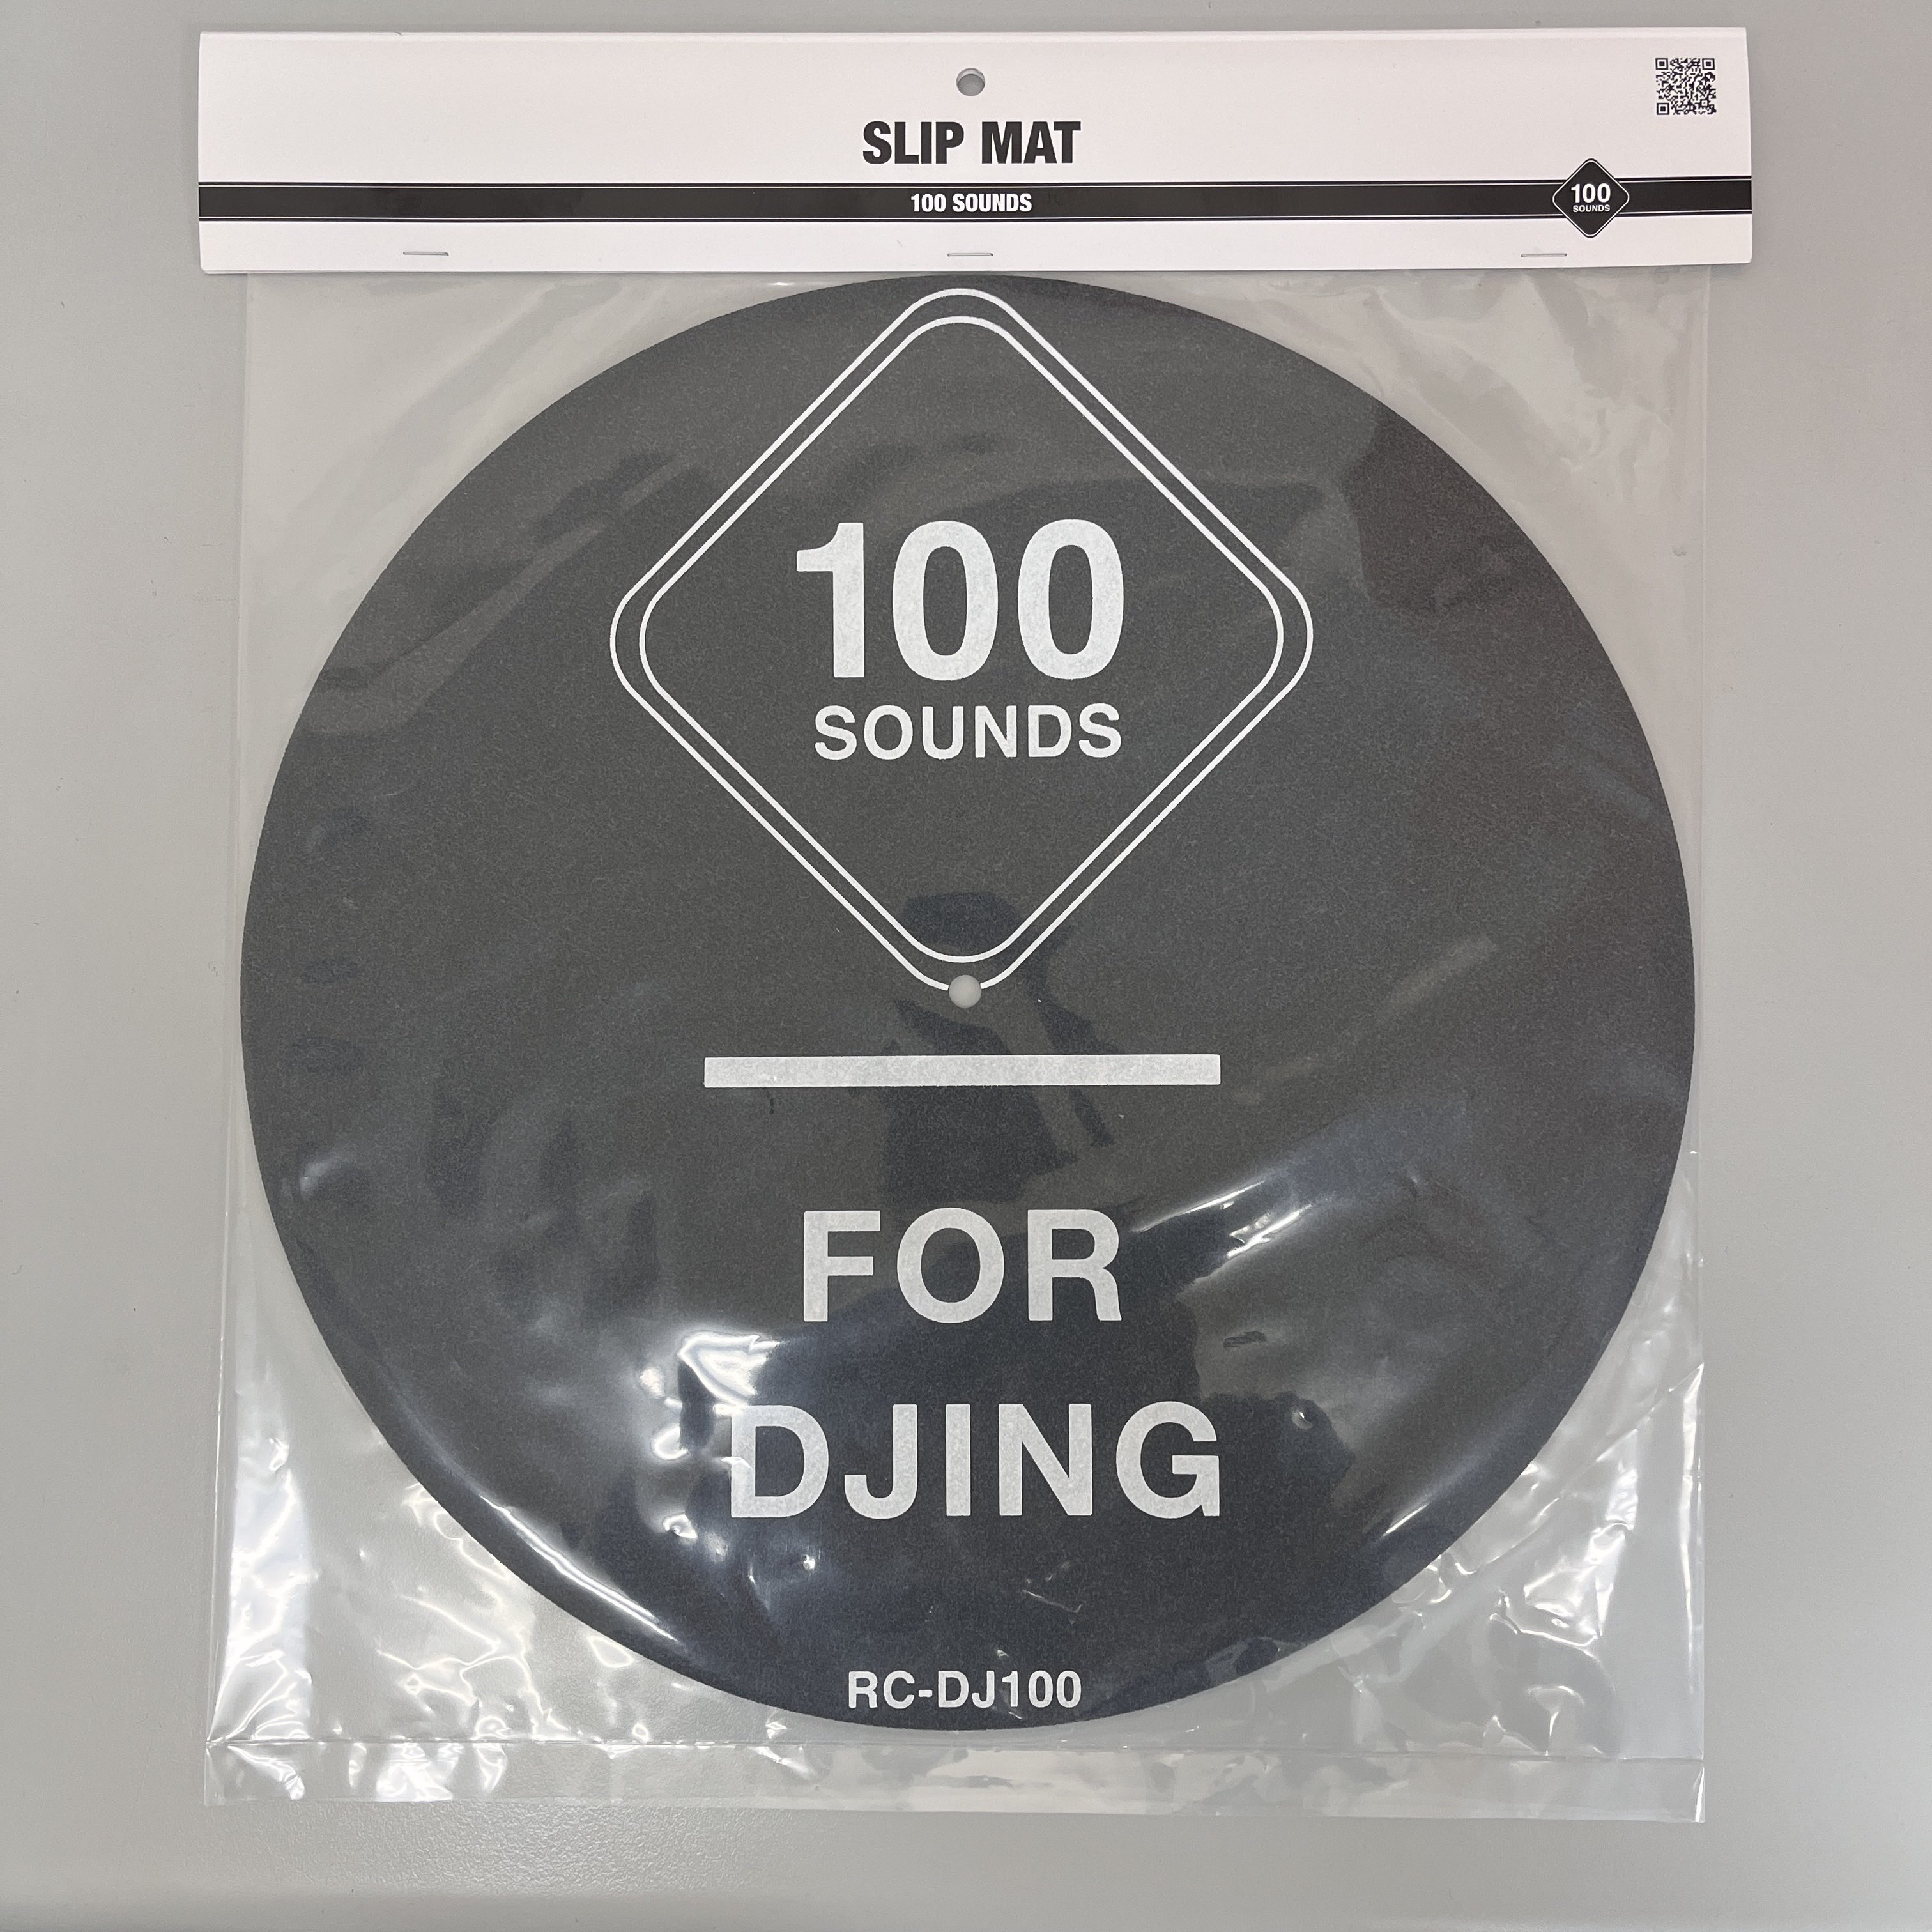 SLIP MAT
100 SOUNDS
100
SOUNDS
100
SOUNDS
FOR
DJING
RC-DJ100